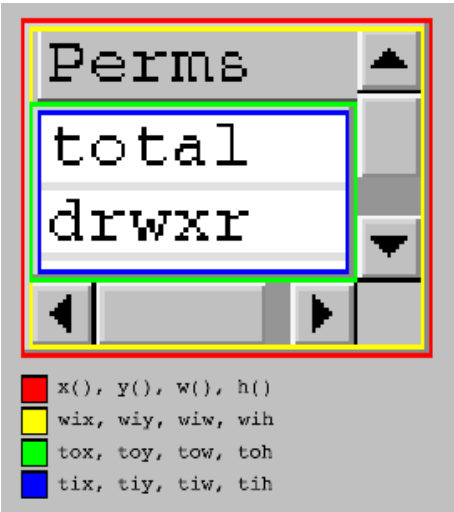 Perms
total
drwxr
x(), y(), w(), h()
wix, wiy, wiw, wih
tox, toy, tow, toh
tix, tiy, tiw, tih